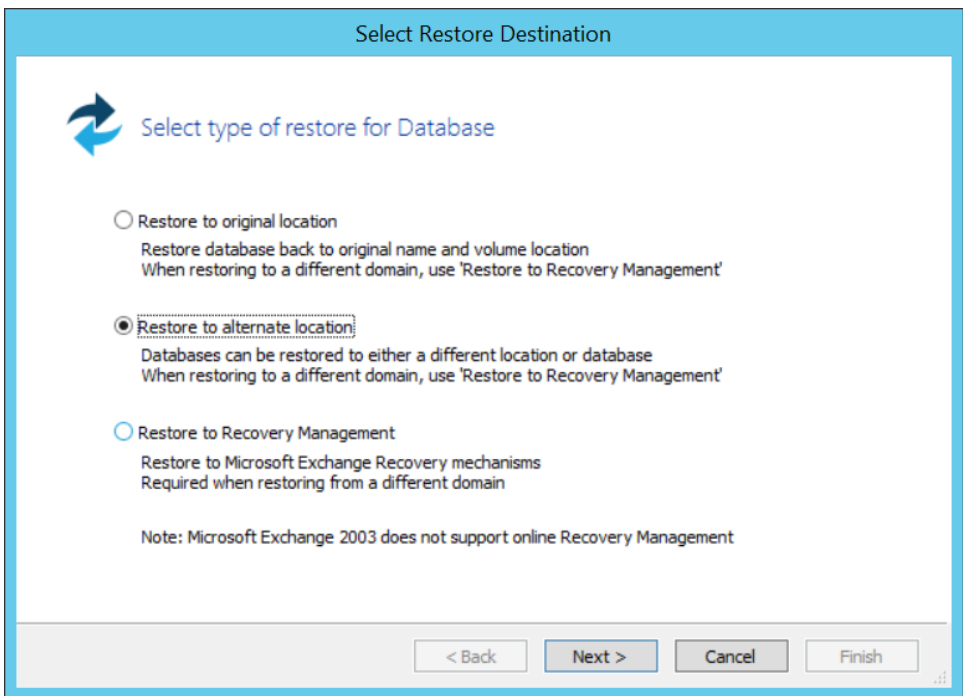 Select Restore Destination
Select type of restore for Database
Restore to original location
Restore database back to original name and volume location
When restoring to a different domain, use 'Restore to Recovery Management'
Restore to alternate location
Databases can be restored to either a different location or database
When restoring to a different domain, use 'Restore to Recovery Management'
Restore to Recovery Management
Restore to Microsoft Exchange Recovery mechanisms
Required when restoring from a different domain
Note: Microsoft Exchange 2003 does not support online Recovery Management
< Back Next > Cancel Finish